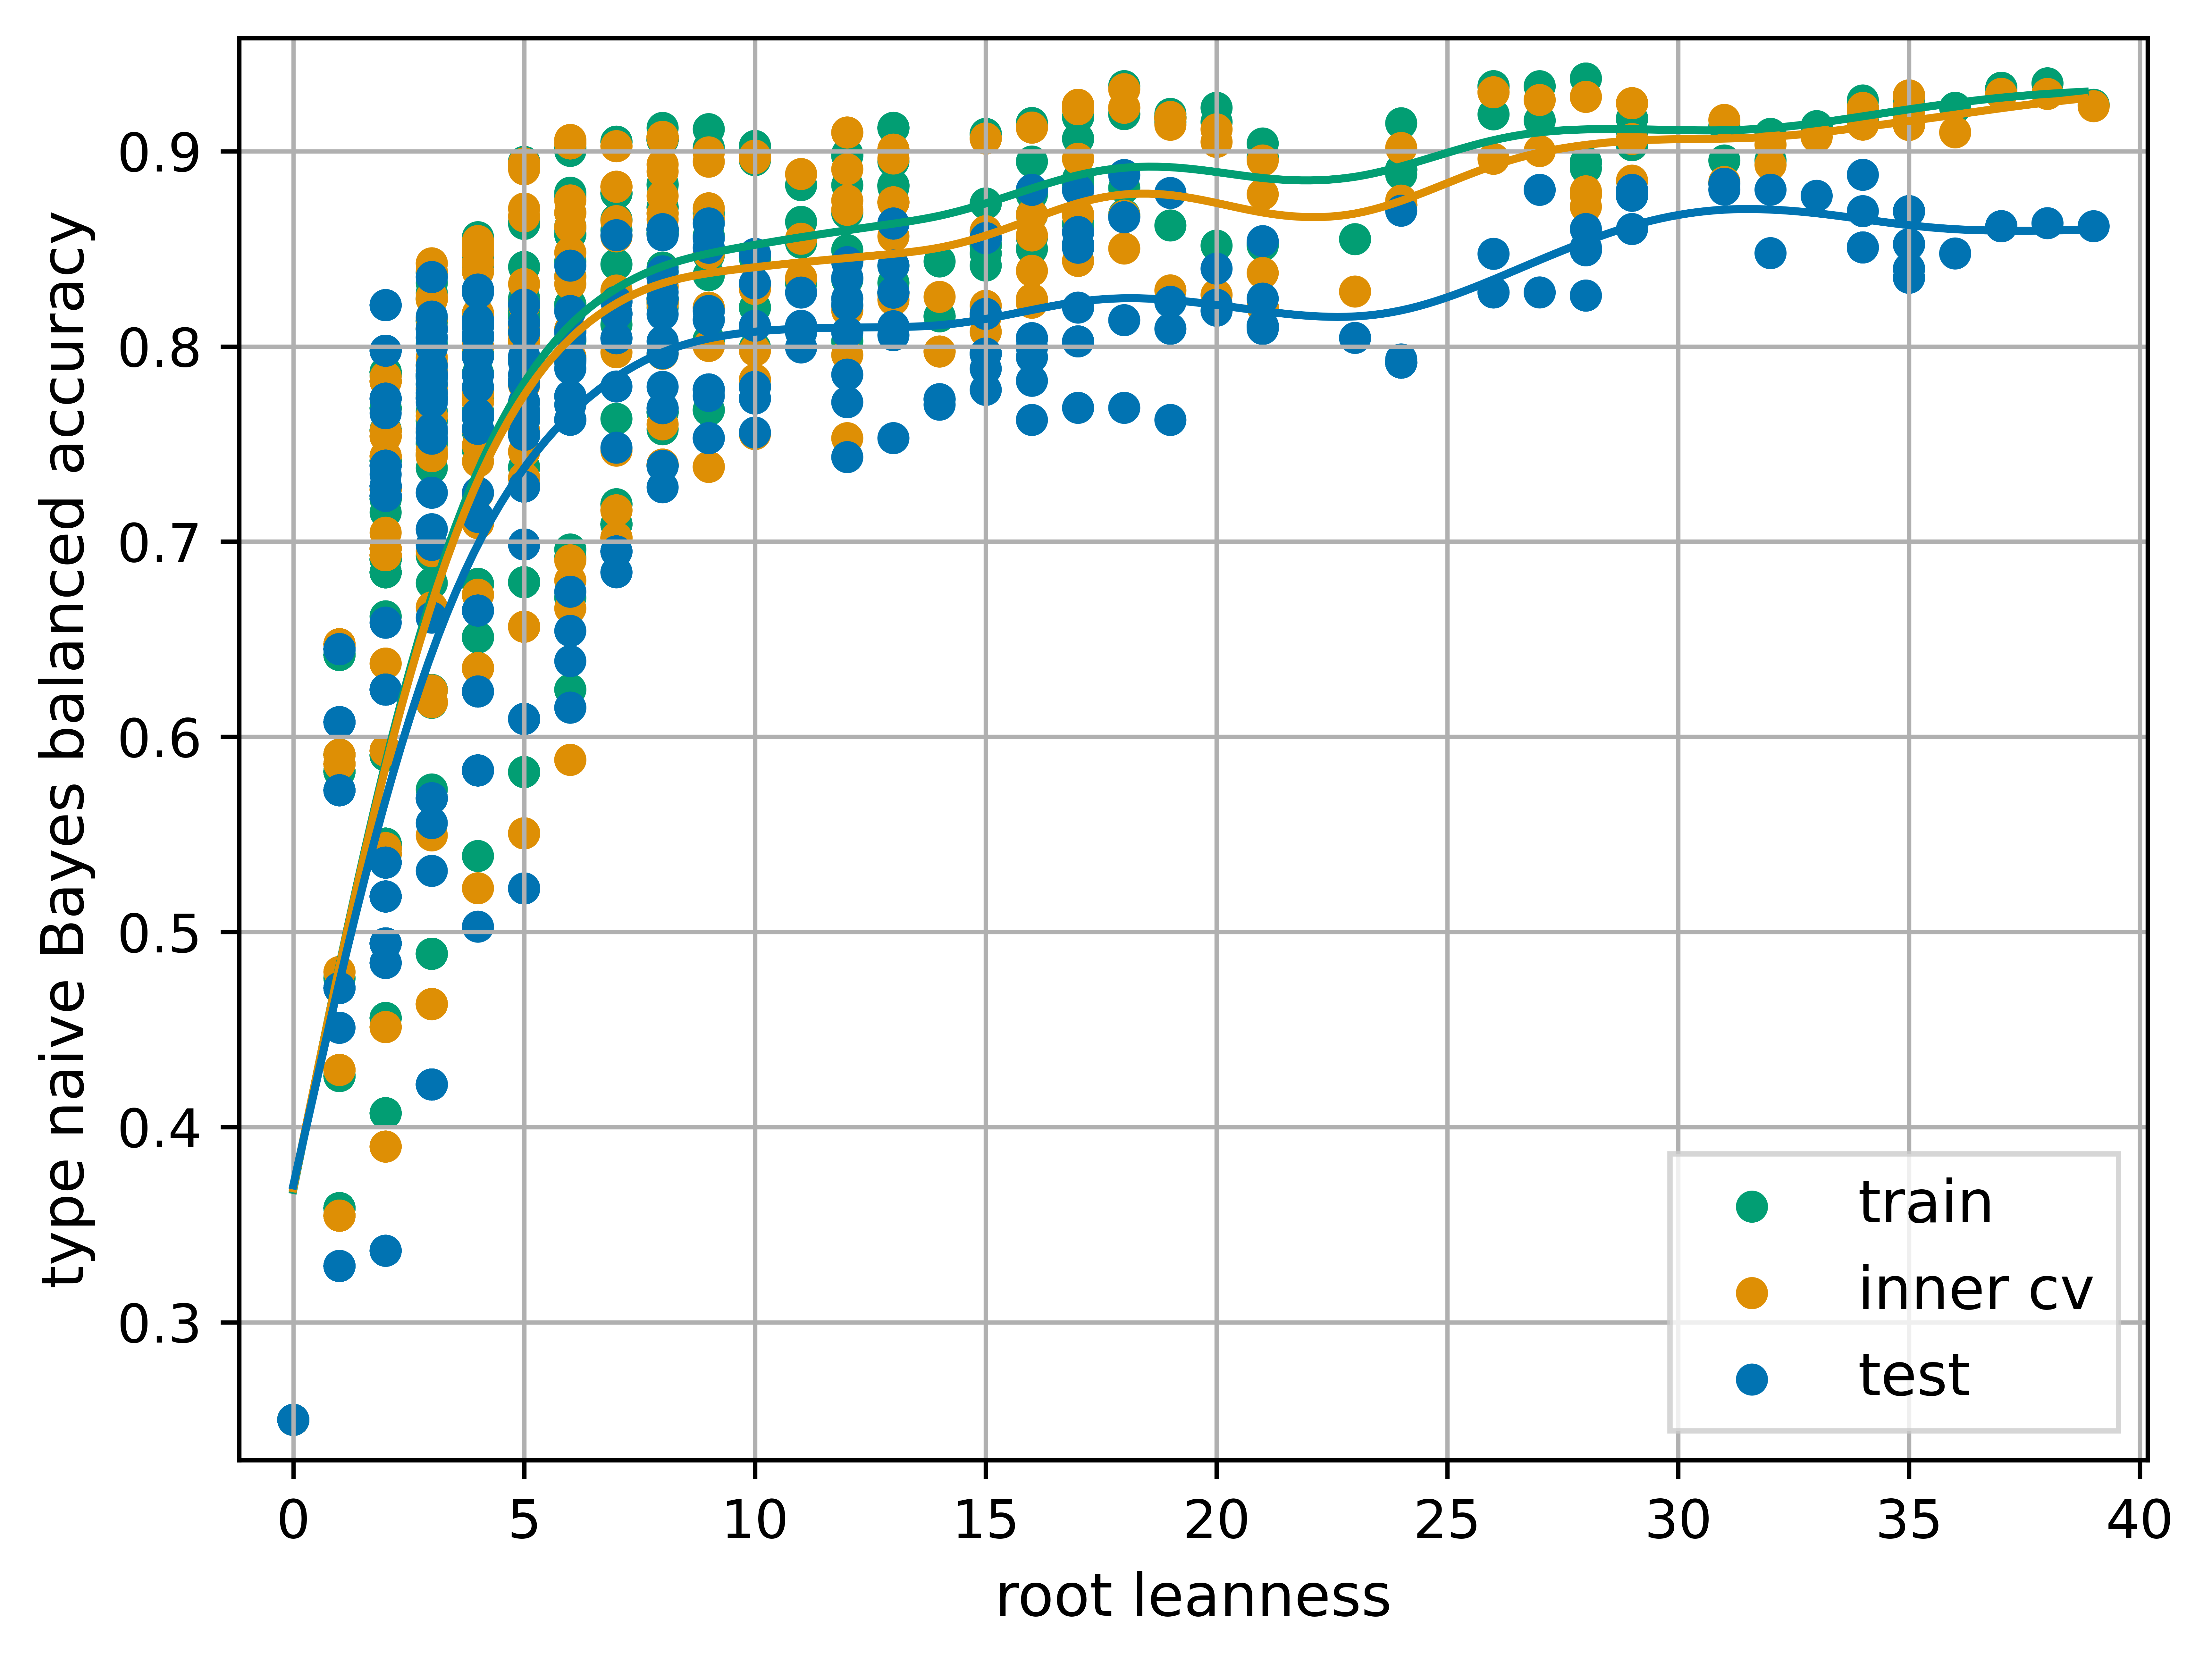 type naive Bayes balanced accuracy
0.9
0.8
0.7
0.6
0.5
0.4
0.3
train
inner cv
test
0 5 10 15 20 25 30 35 40
root leanness